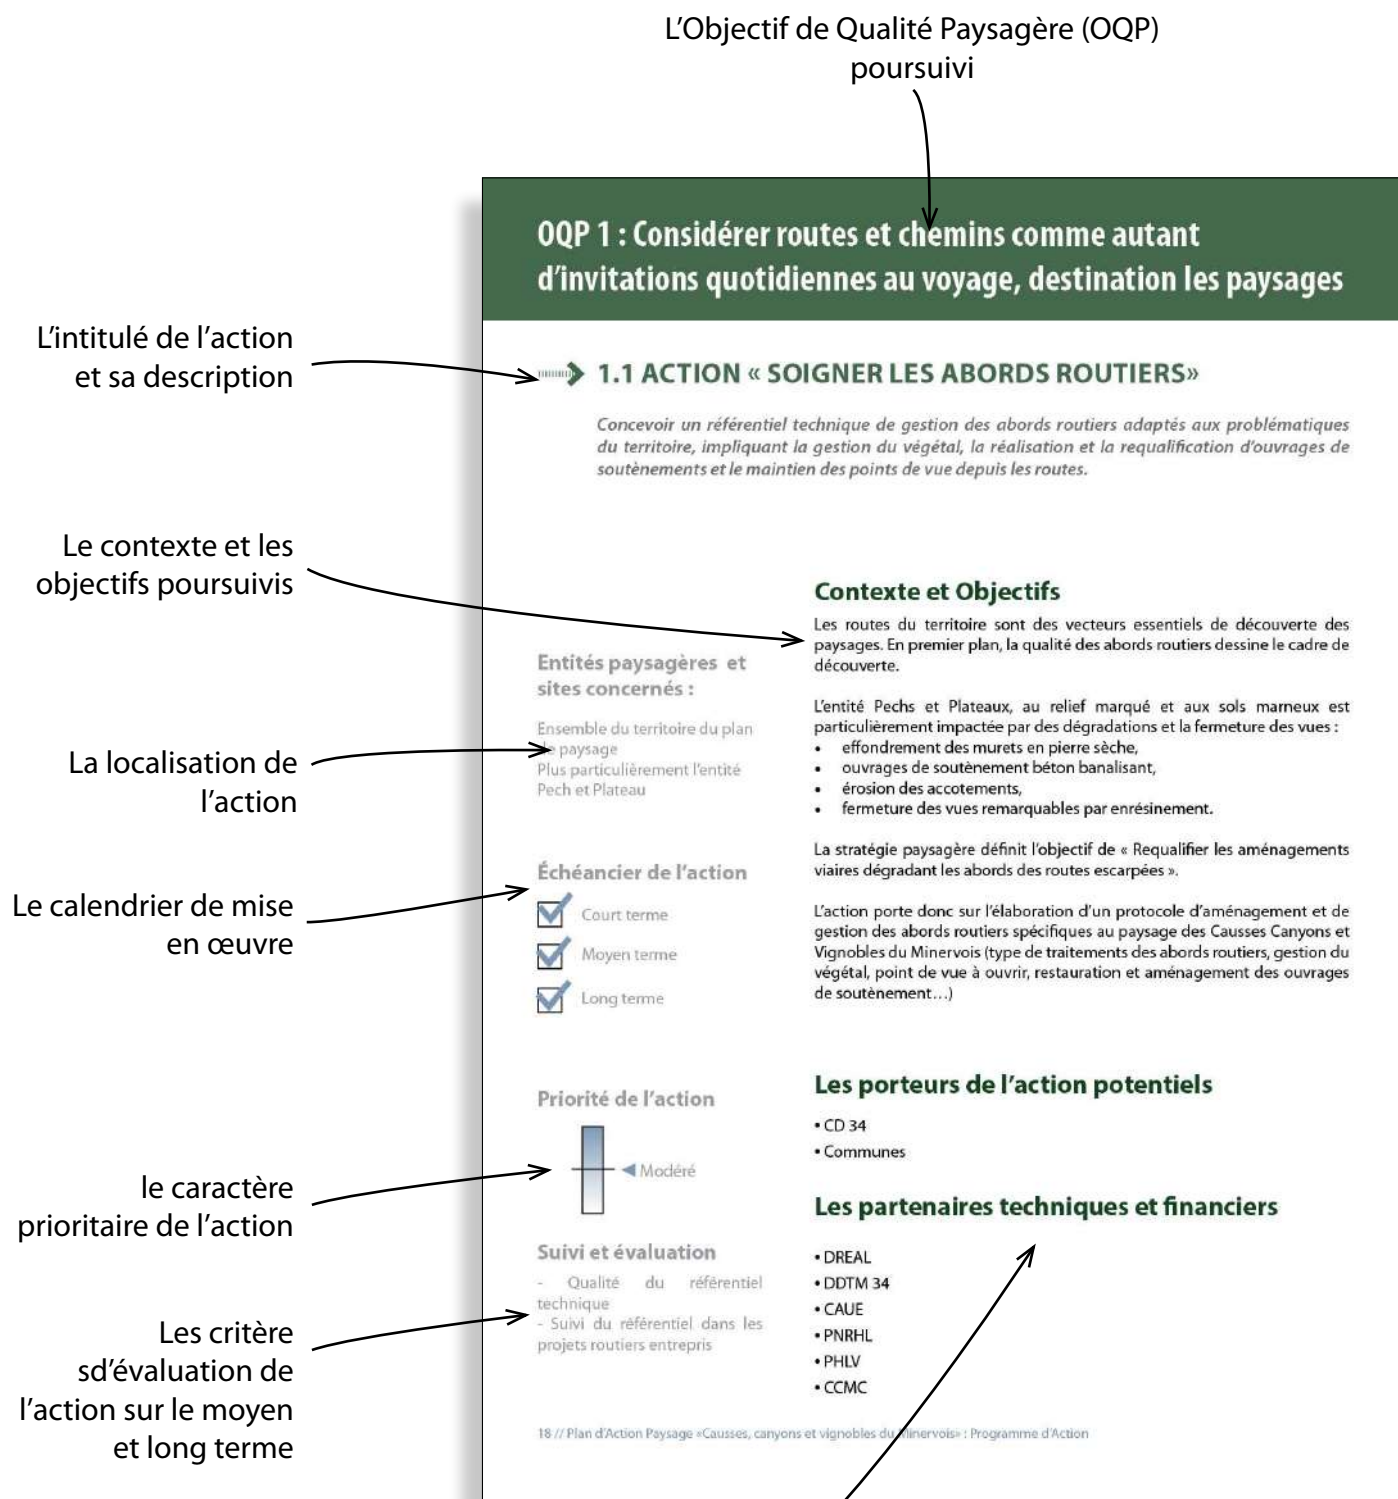 L'Objectif de Qualité Paysagère (OQP)
poursuivi
OQP 1 : Considérer routes et chemins comme autant
d'invitations quotidiennes au voyage, destination les paysages
L'intitulé de l'action
et sa description
1.1 ACTION « SOIGNER LES ABORDS ROUTIERS»
Concevoir un référentiel technique de gestion des abords routiers adaptés aux problématiques
du territoire, impliquant la gestion du végétal, la réalisation et la requalification d'ouvrages de
soutènements et le maintien des points de vue depuis les routes.
Le contexte et les
objectifs poursuivis
La localisation de
l'action
Le calendrier de mise
en œuvre
le caractère
prioritaire de l'action
Les critère
sd'évaluation de
l'action sur le moyen
et long terme
Entités paysagères et
sites concernés :
Ensemble du territoire du plan
de paysage
Plus particulièrement l'entité
Pech et Plateau
Échéancier de l'action
Court terme
Moyen terme
Long terme
Priorité de l'action
Modéré
Suivi et évaluation
- Qualité du référentiel
technique
- Suivi du référentiel dans les
projets routiers entrepris
Contexte et Objectifs
Les routes du territoire sont des vecteurs essentiels de découverte des
paysages. En premier plan, la qualité des abords routiers dessine le cadre de
découverte.
L'entité Pechs et Plateaux, au relief marqué et aux sols marneux est
particulièrement impactée par des dégradations et la fermeture des vues :
• effondrement des murets en pierre sèche,
• ouvrages de soutènement béton banalisant,
• érosion des accotements,
• fermeture des vues remarquables par enrésinement.
La stratégie paysagère définit l'objectif de « Requalifier les aménagements
viaires dégradant les abords des routes escarpées ».
L'action porte donc sur l'élaboration d'un protocole d'aménagement et de
gestion des abords routiers spécifiques au paysage des Causses Canyons et
Vignobles du Minervois (type de traitements des abords routiers, gestion du
végétal, point de vue à ouvrir, restauration et aménagement des ouvrages
de soutènement…)
Les porteurs de l'action potentiels
• CD 34
• Communes
Les partenaires techniques et financiers
• DREAL
• DDTM 34
• CAUE
• PNRHL
• PHLV
• CCMC
18 // Plan d'Action Paysage «Causses, canyons et vignobles du Minervois» : Programme d'Action